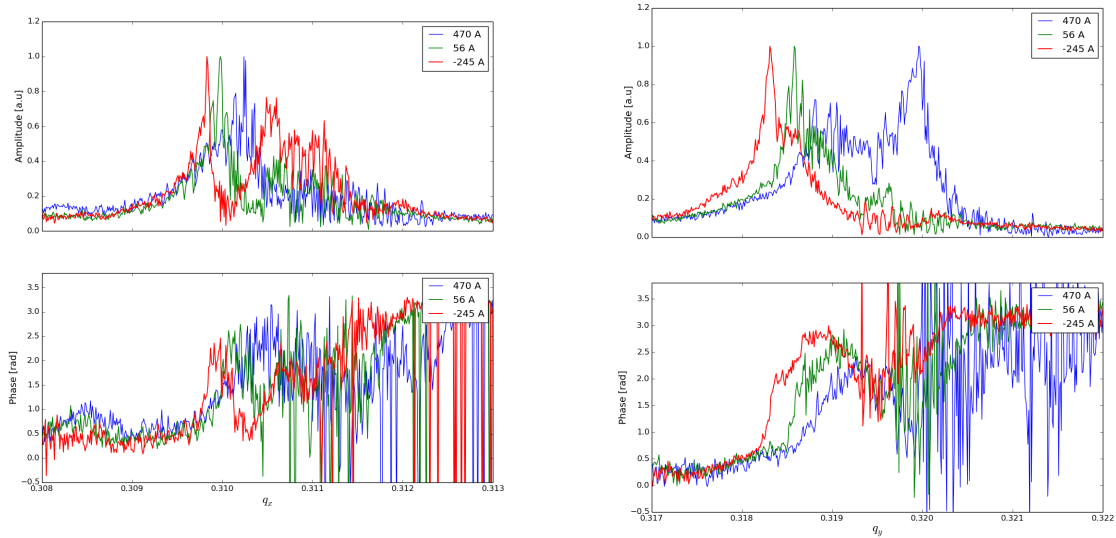 1.2
1.0
0.8
0.6
0.4
0.2
0.0
Amplitude [a.u]
470 A
56 A
-245 A
3.5
3.0
2.5
2.0
1.5
1.0
0.5
0.0
−0.5
Phase [rad]
470 A
56 A
-245 A
0.308
0.309
0.310
0.311
0.312
0.313
q_x
1.2
1.0
0.8
0.6
0.4
0.2
0.0
Amplitude [a.u]
470 A
56 A
-245 A
3.5
3.0
2.5
2.0
1.5
1.0
0.5
0.0
−0.5
Phase [rad]
470 A
56 A
-245 A
0.317
0.318
0.319
0.320
0.321
0.322
q_y